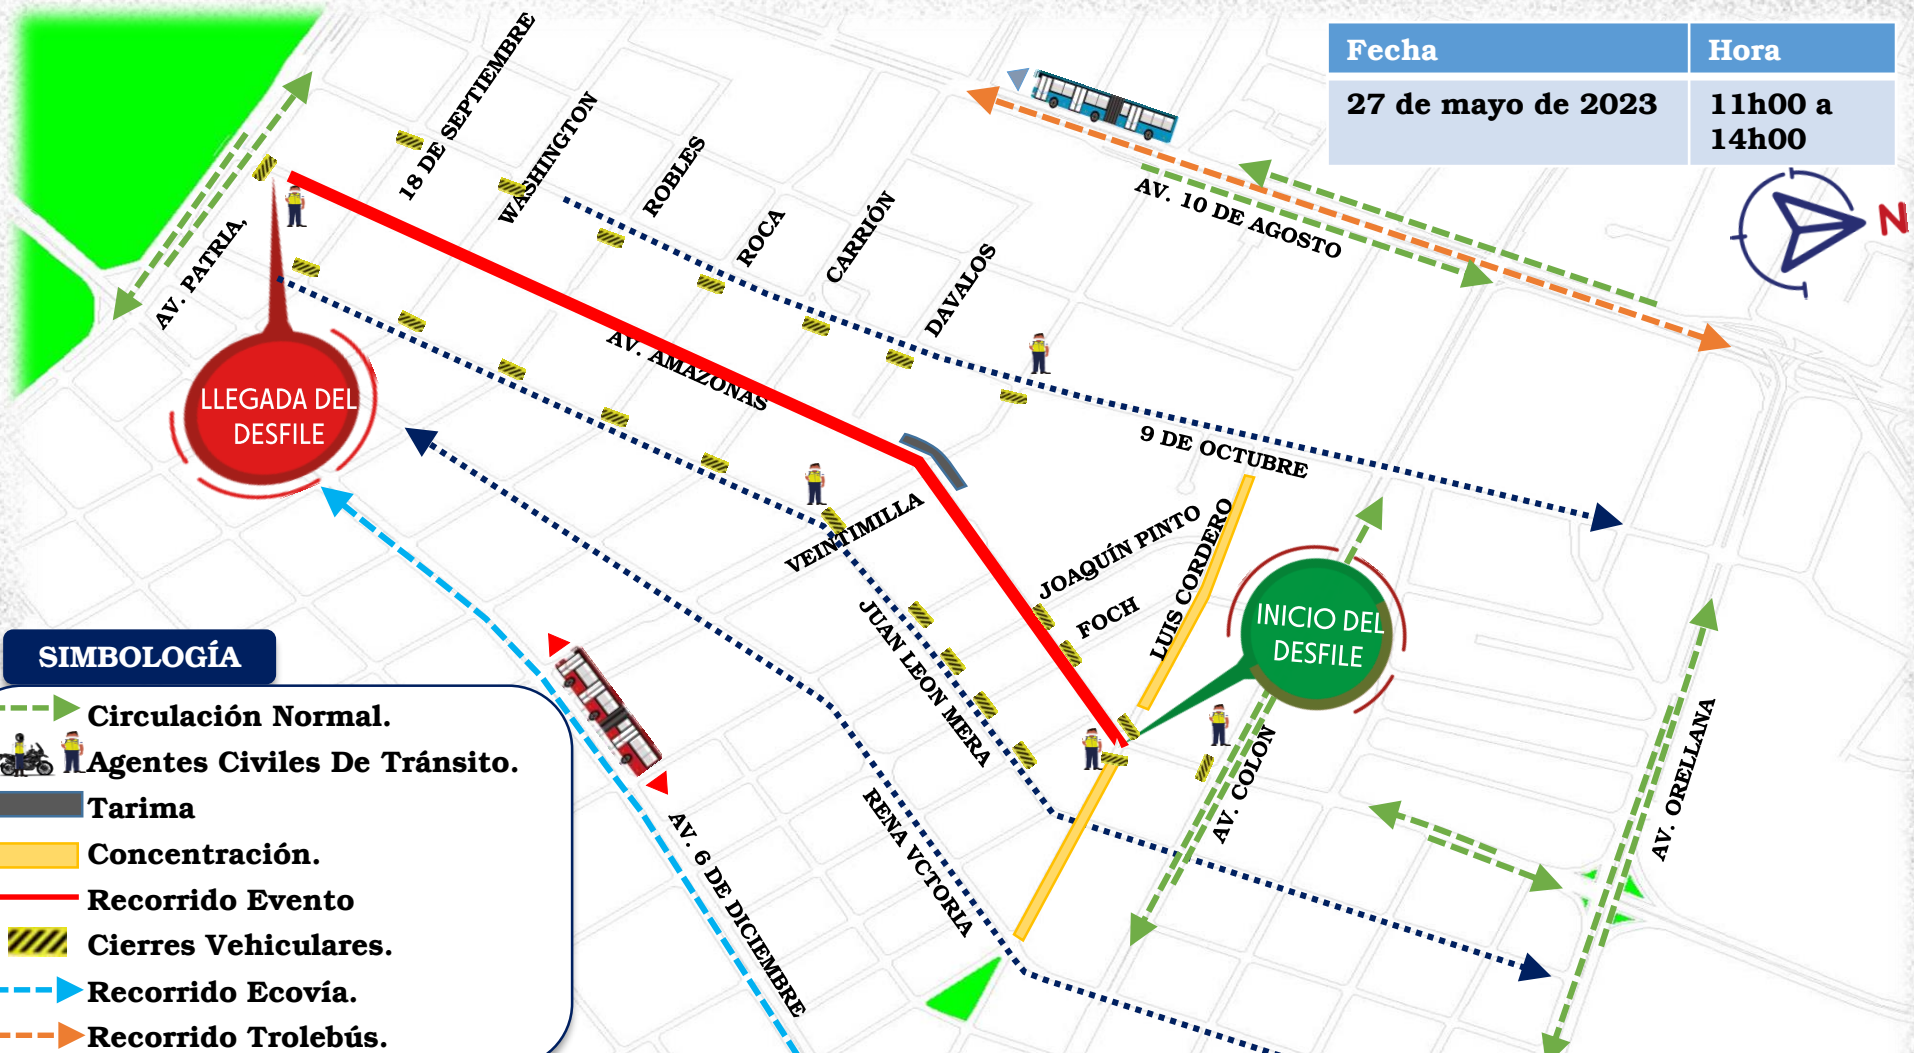 Fecha
Hora
27 de mayo de 2023
11h00 a
14h00
N
18 DE SEPTIEMBRE
WASHINGTON
ROBLES
ROCA
CARRIÓN
DAVALOS
AV. 10 DE AGOSTO
AV. PATRIA,
AV. AMAZONAS
9 DE OCTUBRE
LLEGADA DEL
DESFILE
VEINTIMILLA
JOAQUÍN PINTO
FOCH
LUIS CORDERO
INICIO DEL
DESFILE
JUAN LEON MERA
RENA VCTORIA
AV. 6 DE DICIEMBRE
AV. COLON
AV. ORELLANA
SIMBOLOGÍA
Circulación Normal.
Agentes Civiles De Tránsito.
Tarima
Concentración.
Recorrido Evento
Cierres Vehiculares.
Recorrido Ecovía.
Recorrido Trolebús.